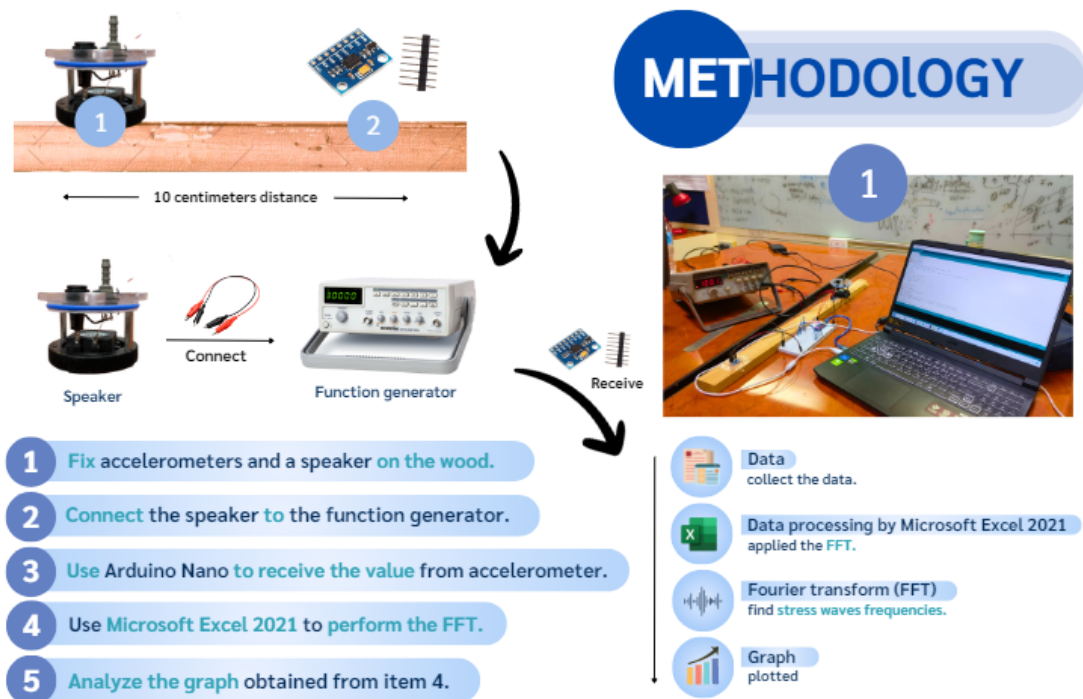 METHODOLOGY
1
2
10 centimeters distance
Connect
Speaker
Function generator
Receive
1
1 Fix accelerometers and a speaker on the wood.
2 Connect the speaker to the function generator.
3 Use Arduino Nano to receive the value from accelerometer.
4 Use Microsoft Excel 2021 to perform the FFT.
5 Analyze the graph obtained from item 4.
Data
collect the data.
X
Data processing by Microsoft Excel 2021
applied the FFT.
Fourier transform (FFT)
find stress waves frequencies.
Graph
plotted